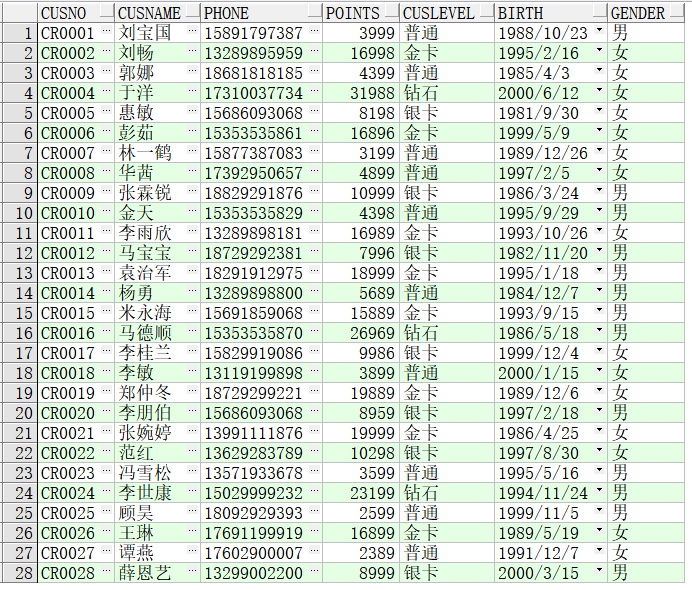 CUSNO CUSNAME PHONE POINTS CUSLEVEL BIRTH GENDER
1 CR0001 刘宝国 15891797387 3999 普通 1988/10/23 男
2 CR0002 刘畅 13289895959 16998 金卡 1995/2/16 女
3 CR0003 郭娜 18681818185 4399 普通 1985/4/3 女
4 CR0004 于洋 17310037734 31988 钻石 2000/6/12 女
5 CR0005 惠敏 15686093068 8198 银卡 1981/9/30 女
6 CR0006 彭茹 15353535861 16896 金卡 1999/5/9 女
7 CR0007 林一鹤 15877387083 3199 普通 1989/12/26 女
8 CR0008 华茜 17392950657 4899 普通 1997/2/5 女
9 CR0009 张霖锐 18829291876 10999 银卡 1986/3/24 男
10 CR0010 金天 15353535829 4398 普通 1995/9/29 男
11 CR0011 李雨欣 13289898181 16989 金卡 1993/10/26 女
12 CR0012 马宝宝 18729292381 7996 银卡 1982/11/20 男
13 CR0013 袁治军 18291912975 18999 金卡 1995/1/18 男
14 CR0014 杨勇 13289898800 5689 普通 1984/12/7 男
15 CR0015 米永海 15691859068 15889 金卡 1993/9/15 男
16 CR0016 马德顺 15353535870 26969 钻石 1986/5/18 男
17 CR0017 李桂兰 15829919086 9986 银卡 1999/12/4 女
18 CR0018 李敏 13119199898 3899 普通 2000/1/15 女
19 CR0019 郑仲冬 18729299221 19889 金卡 1989/12/6 女
20 CR0020 李朋伯 15686093068 8959 银卡 1997/2/18 男
21 CR0021 张婉婷 13991111876 19999 金卡 1986/4/25 女
22 CR0022 范红 13629283789 10298 银卡 1997/8/30 女
23 CR0023 冯雪松 13571933678 3599 普通 1995/5/16 男
24 CR0024 李世康 15029999232 23199 钻石 1994/11/24 男
25 CR0025 顾昊 18092929393 2599 普通 1999/11/5 男
26 CR0026 王琳 17691199919 16899 金卡 1989/5/19 女
27 CR0027 谭燕 17602900007 2389 普通 1991/12/7 女
28 CR0028 薛恩艺 13299002200 8999 银卡 2000/3/15 男